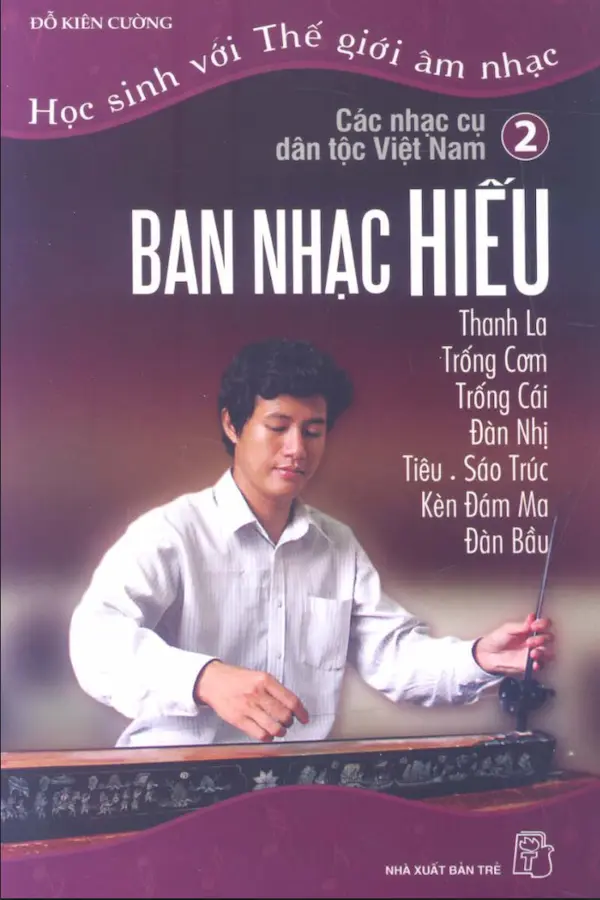 ĐỖ KIÊN CƯỜNG
Học sinh với Thế giới âm nhạc
Các nhạc cụ
dân tộc Việt Nam 2
BAN NHẠC HIẾU
Thanh La
Trống Cơm
Trống Cái
Đàn Nhị
Tiêu . Sáo Trúc
Kèn Đám Ma
Đàn Bầu
NHÀ XUẤT BẢN TRẺ